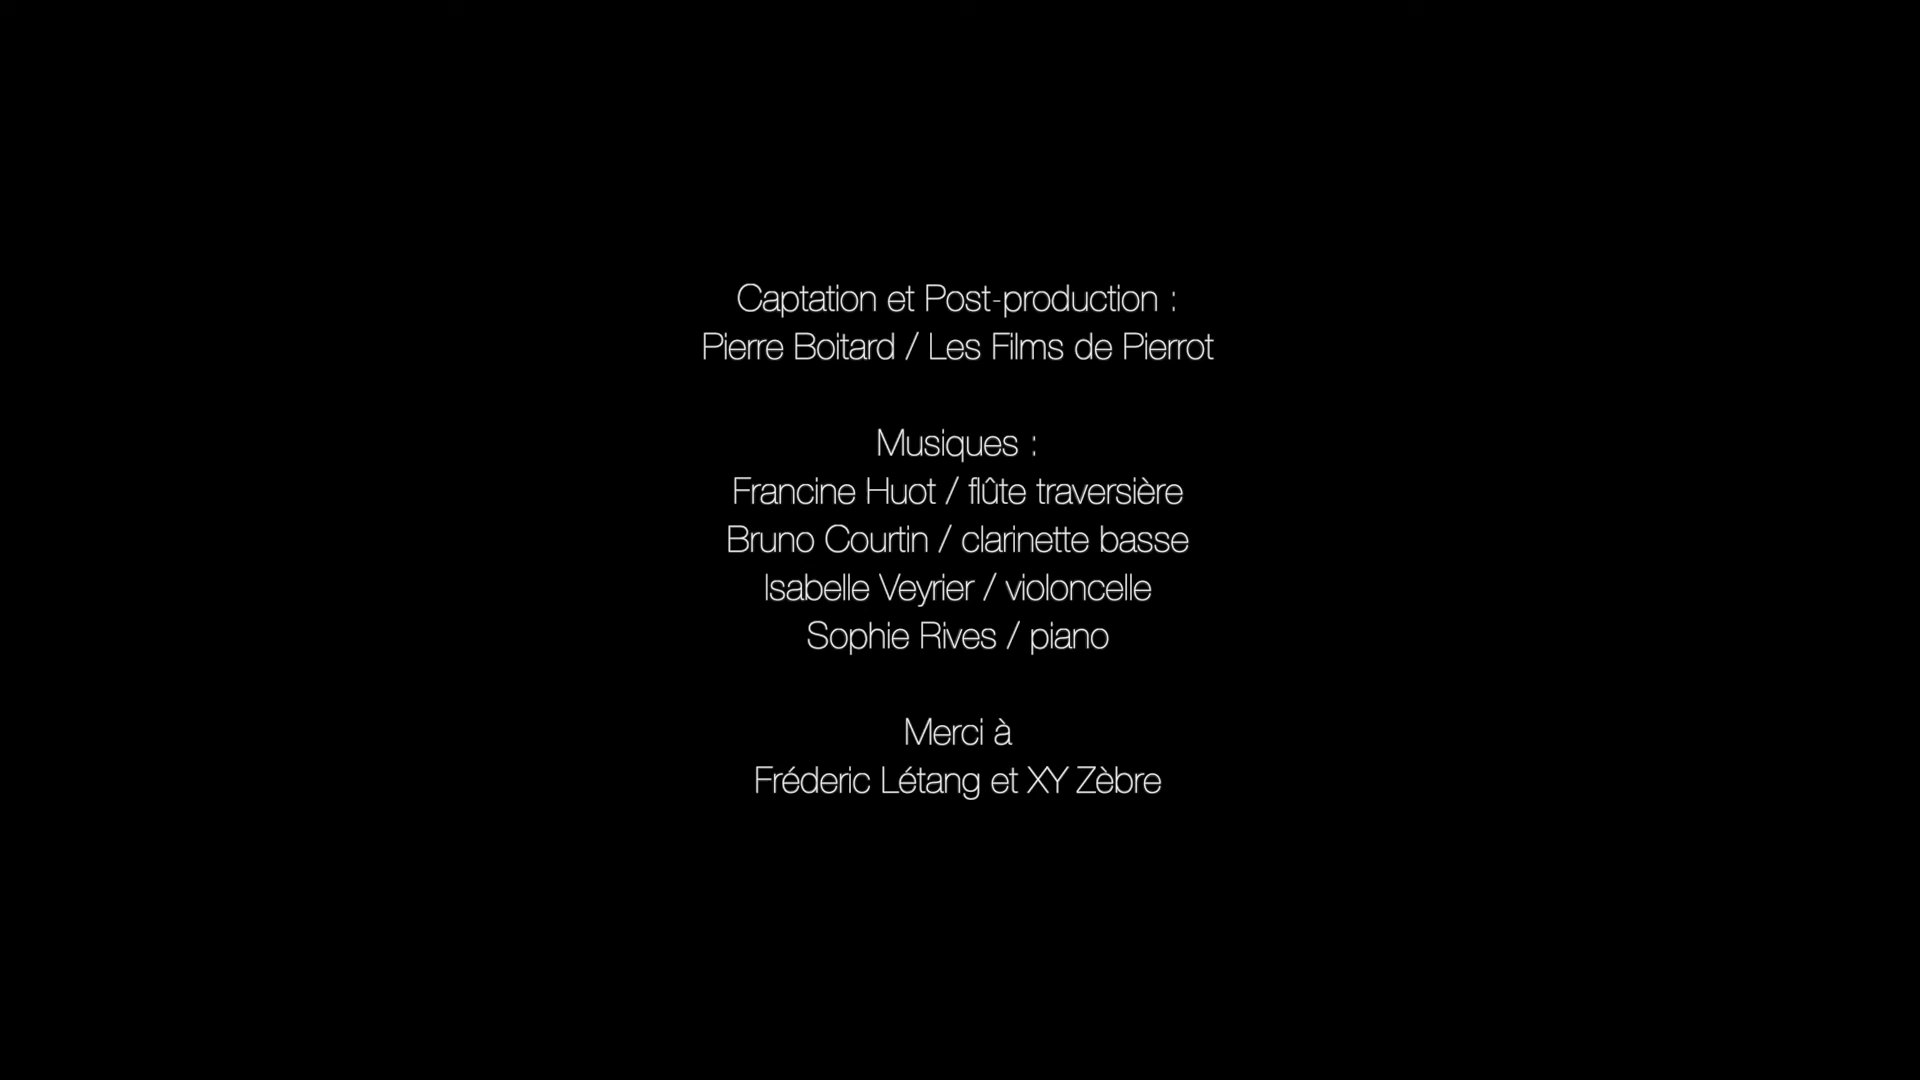 Captation et Post-production :
Pierre Boitard / Les Films de Pierrot
Musiques :
Francine Huot / flûte traversière
Bruno Courtin / clarinette basse
Isabelle Veyrier / violoncelle
Sophie Rives / piano
Merci à
Fréderic Létang et XY Zèbre